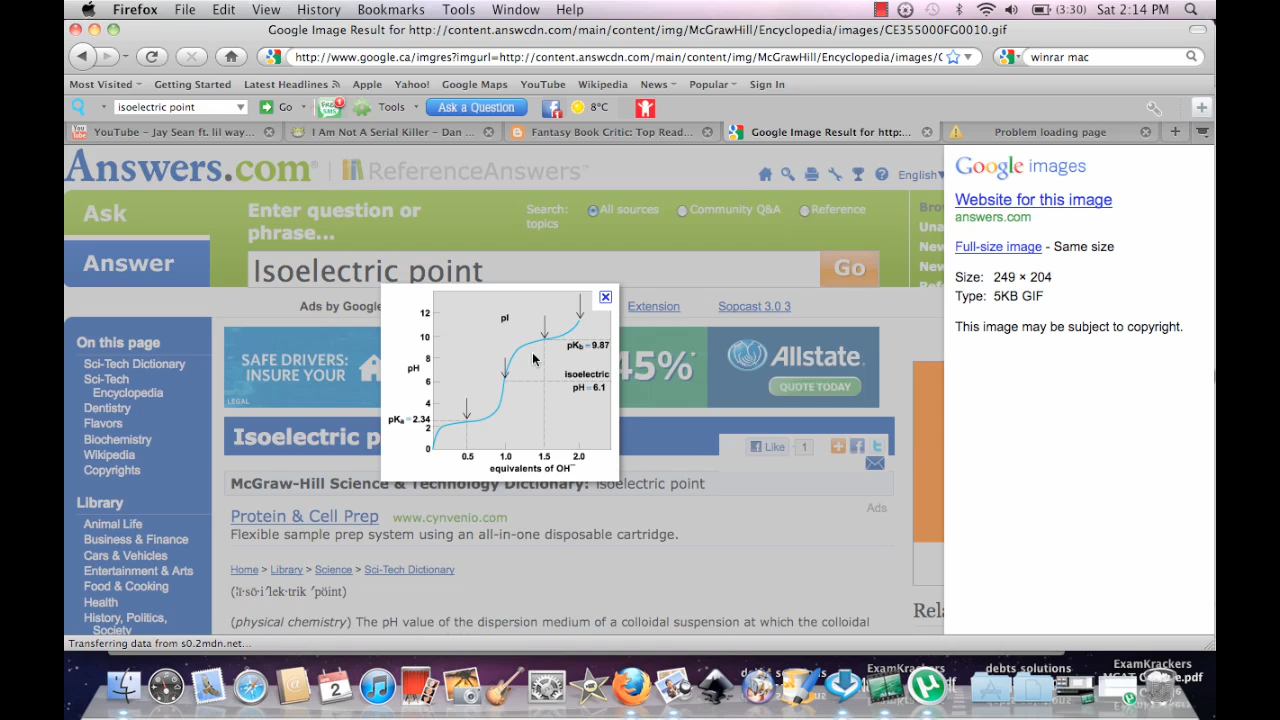 Firefox File Edit View History Bookmarks Tools Window Help (3:30) Sat 2:14 PM
Google Image Result for http://content.answcdn.com/main/content/img/McGrawHill/Encyclopedia/images/CE355000FG0010.gif
http://www.google.ca/imgres?imgurl=http://content.answcdn.com/main/content/img/McGrawHill/Encyclopedia/images/C winrar mac
Most Visited Getting Started Latest Headlines Apple Yahoo! Google Maps YouTube Wikipedia News Popular Sign In
isoelectric point Go Tools Ask a Question 8°C
YouTube - Jay Sean ft. lil way... I Am Not A Serial Killer - Dan ... Fantasy Book Critic: Top Read... Google Image Result for http:... Problem loading page
Answers.com ReferenceAnswers™ English
Google images
Website for this image
answers.com
Full-size image - Same size
Size: 249 × 204
Type: 5KB GIF
This image may be subject to copyright.
Ask
Answer
Enter question or
phrase...
Search:
topics
All sources Community Q&A Reference
Isoelectric point Go
Ads by Google Extension Sopcast 3.0 3
On this page
Sci-Tech Dictionary
Sci-Tech
Encyclopedia
Dentistry
Flavors
Biochemistry
Wikipedia
Copyrights
Library
Animal Life
Business & Finance
Cars & Vehicles
Entertainment & Arts
Food & Cooking
Health
History, Politics,
Society
SAFE DRIVERS:
INSURE YOUR
LEGAL
45%*
Allstate
QUOTE TODAY
12
10
8
6
4
2
0
pH
pI
pKb=9.87
isoelectric
pH=6.1
pKa=2.34
0.5 1.0 1.5 2.0
equivalents of OH−
Isoelectric p
Like 1
McGraw-Hill Science & Technology Dictionary: isoelectric point
Protein & Cell Prep www.cynvenio.com Ads
Flexible sample prep system using an all-in-one disposable cartridge.
Home > Library > Science > Sci-Tech Dictionary
(¦ī·sō·i¦lek·trik ′pöint)
(physical chemistry) The pH value of the dispersion medium of a colloidal suspension at which the colloidal
Transferring data from s0.2mdn.net...
2
debts_solutions
ExamKrackers